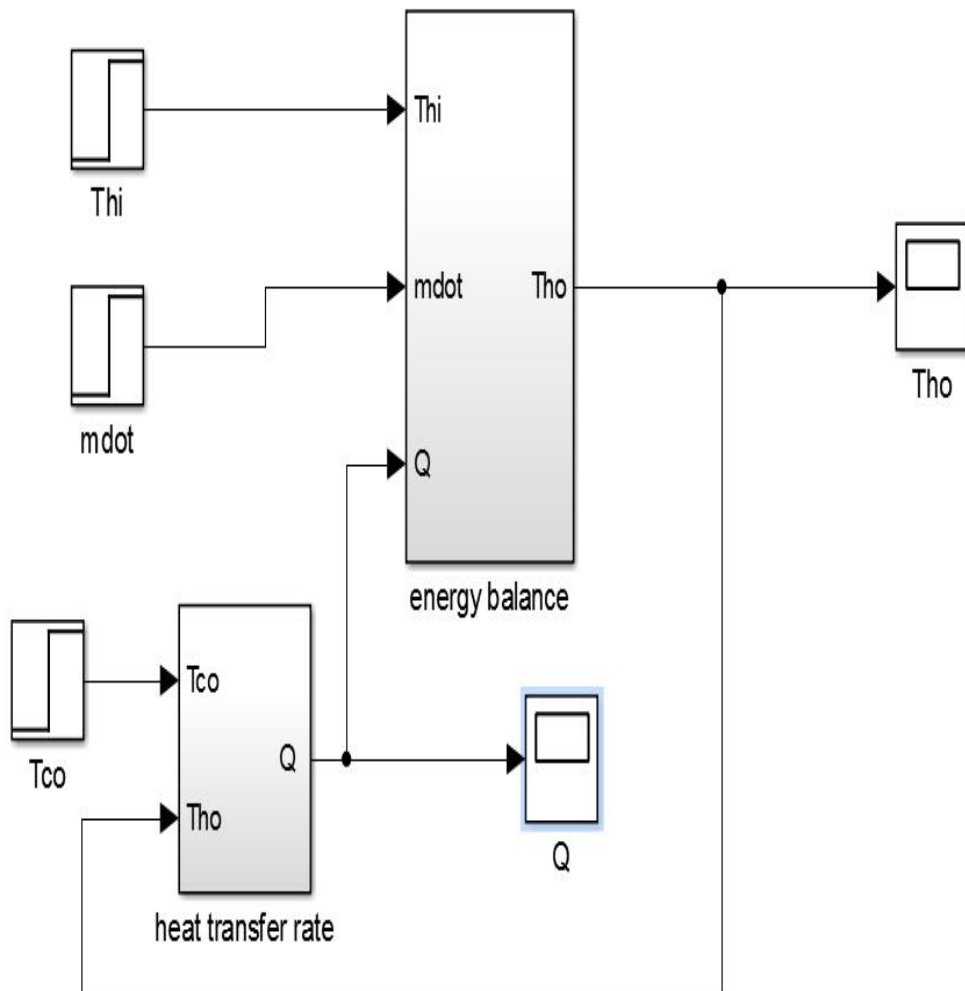 Thi
Thi
mdot
Tho
mdot
Tho
Q
energy balance
Tco
Tco
Q
Tho
Q
heat transfer rate